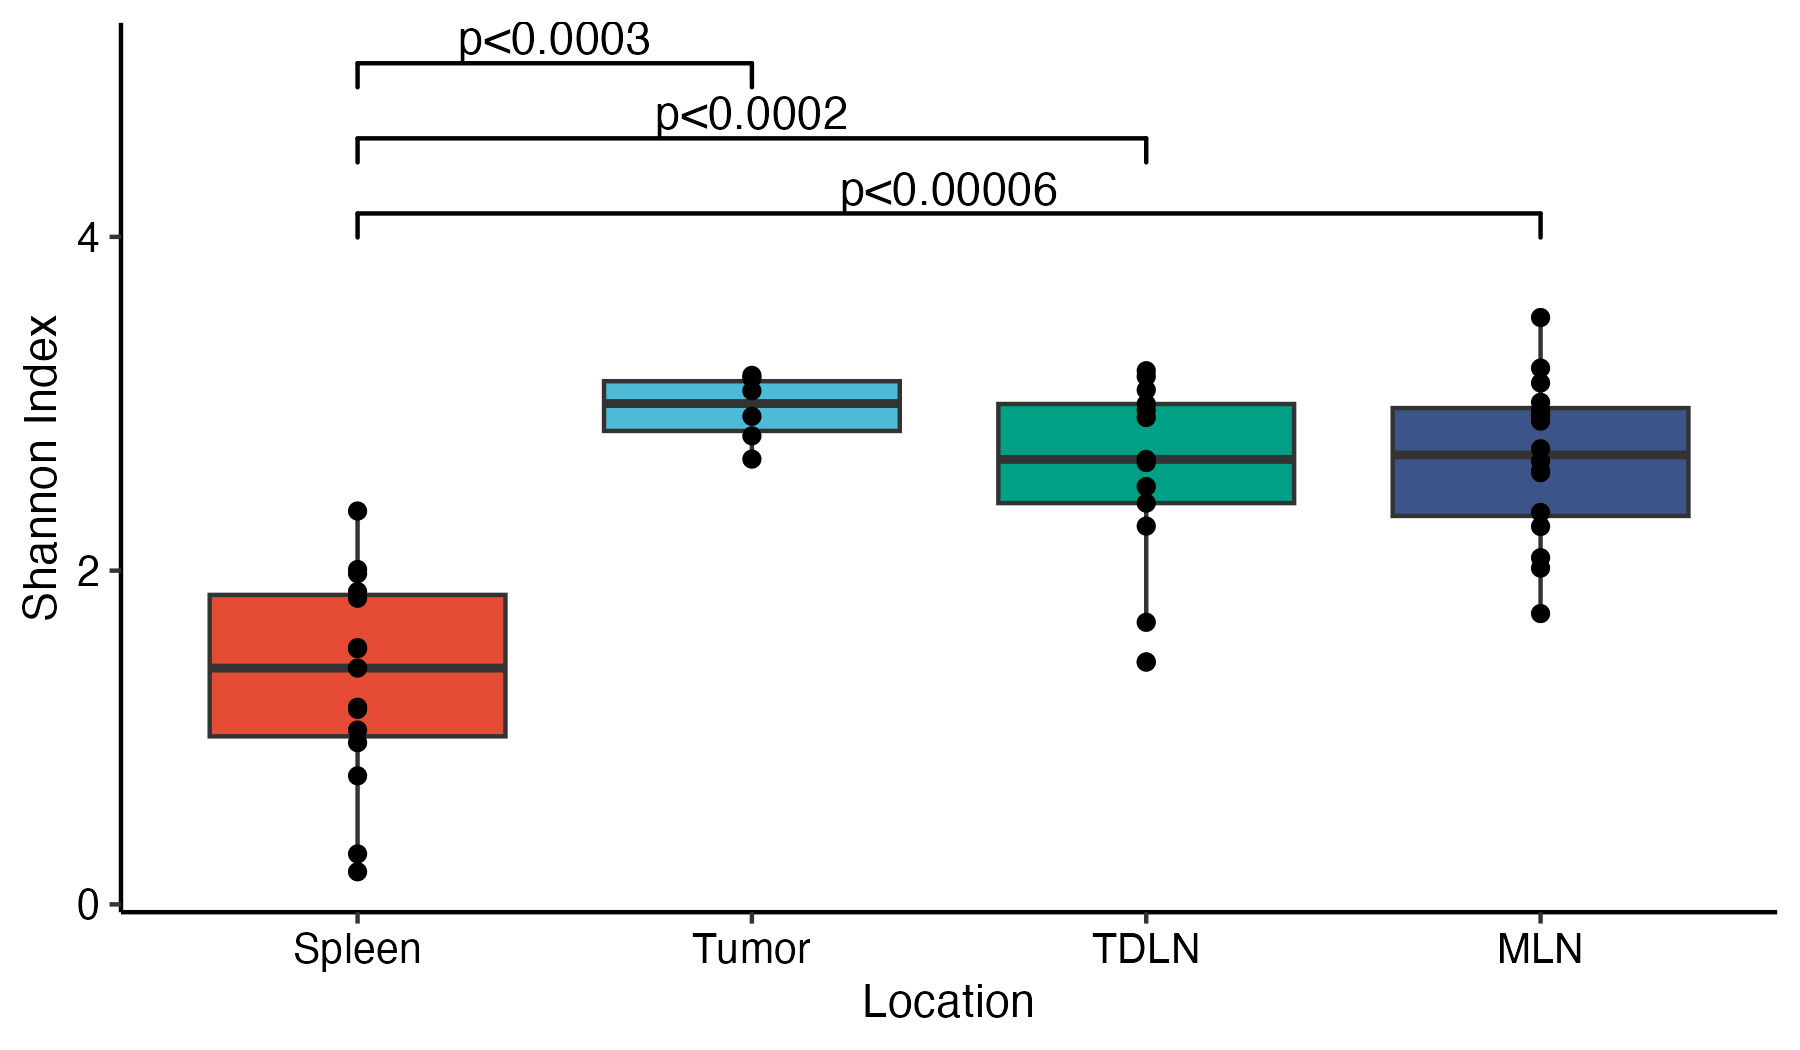 p<0.0003
p<0.0002
p<0.00006
4
2
0
Shannon Index
Spleen Tumor TDLN MLN
Location